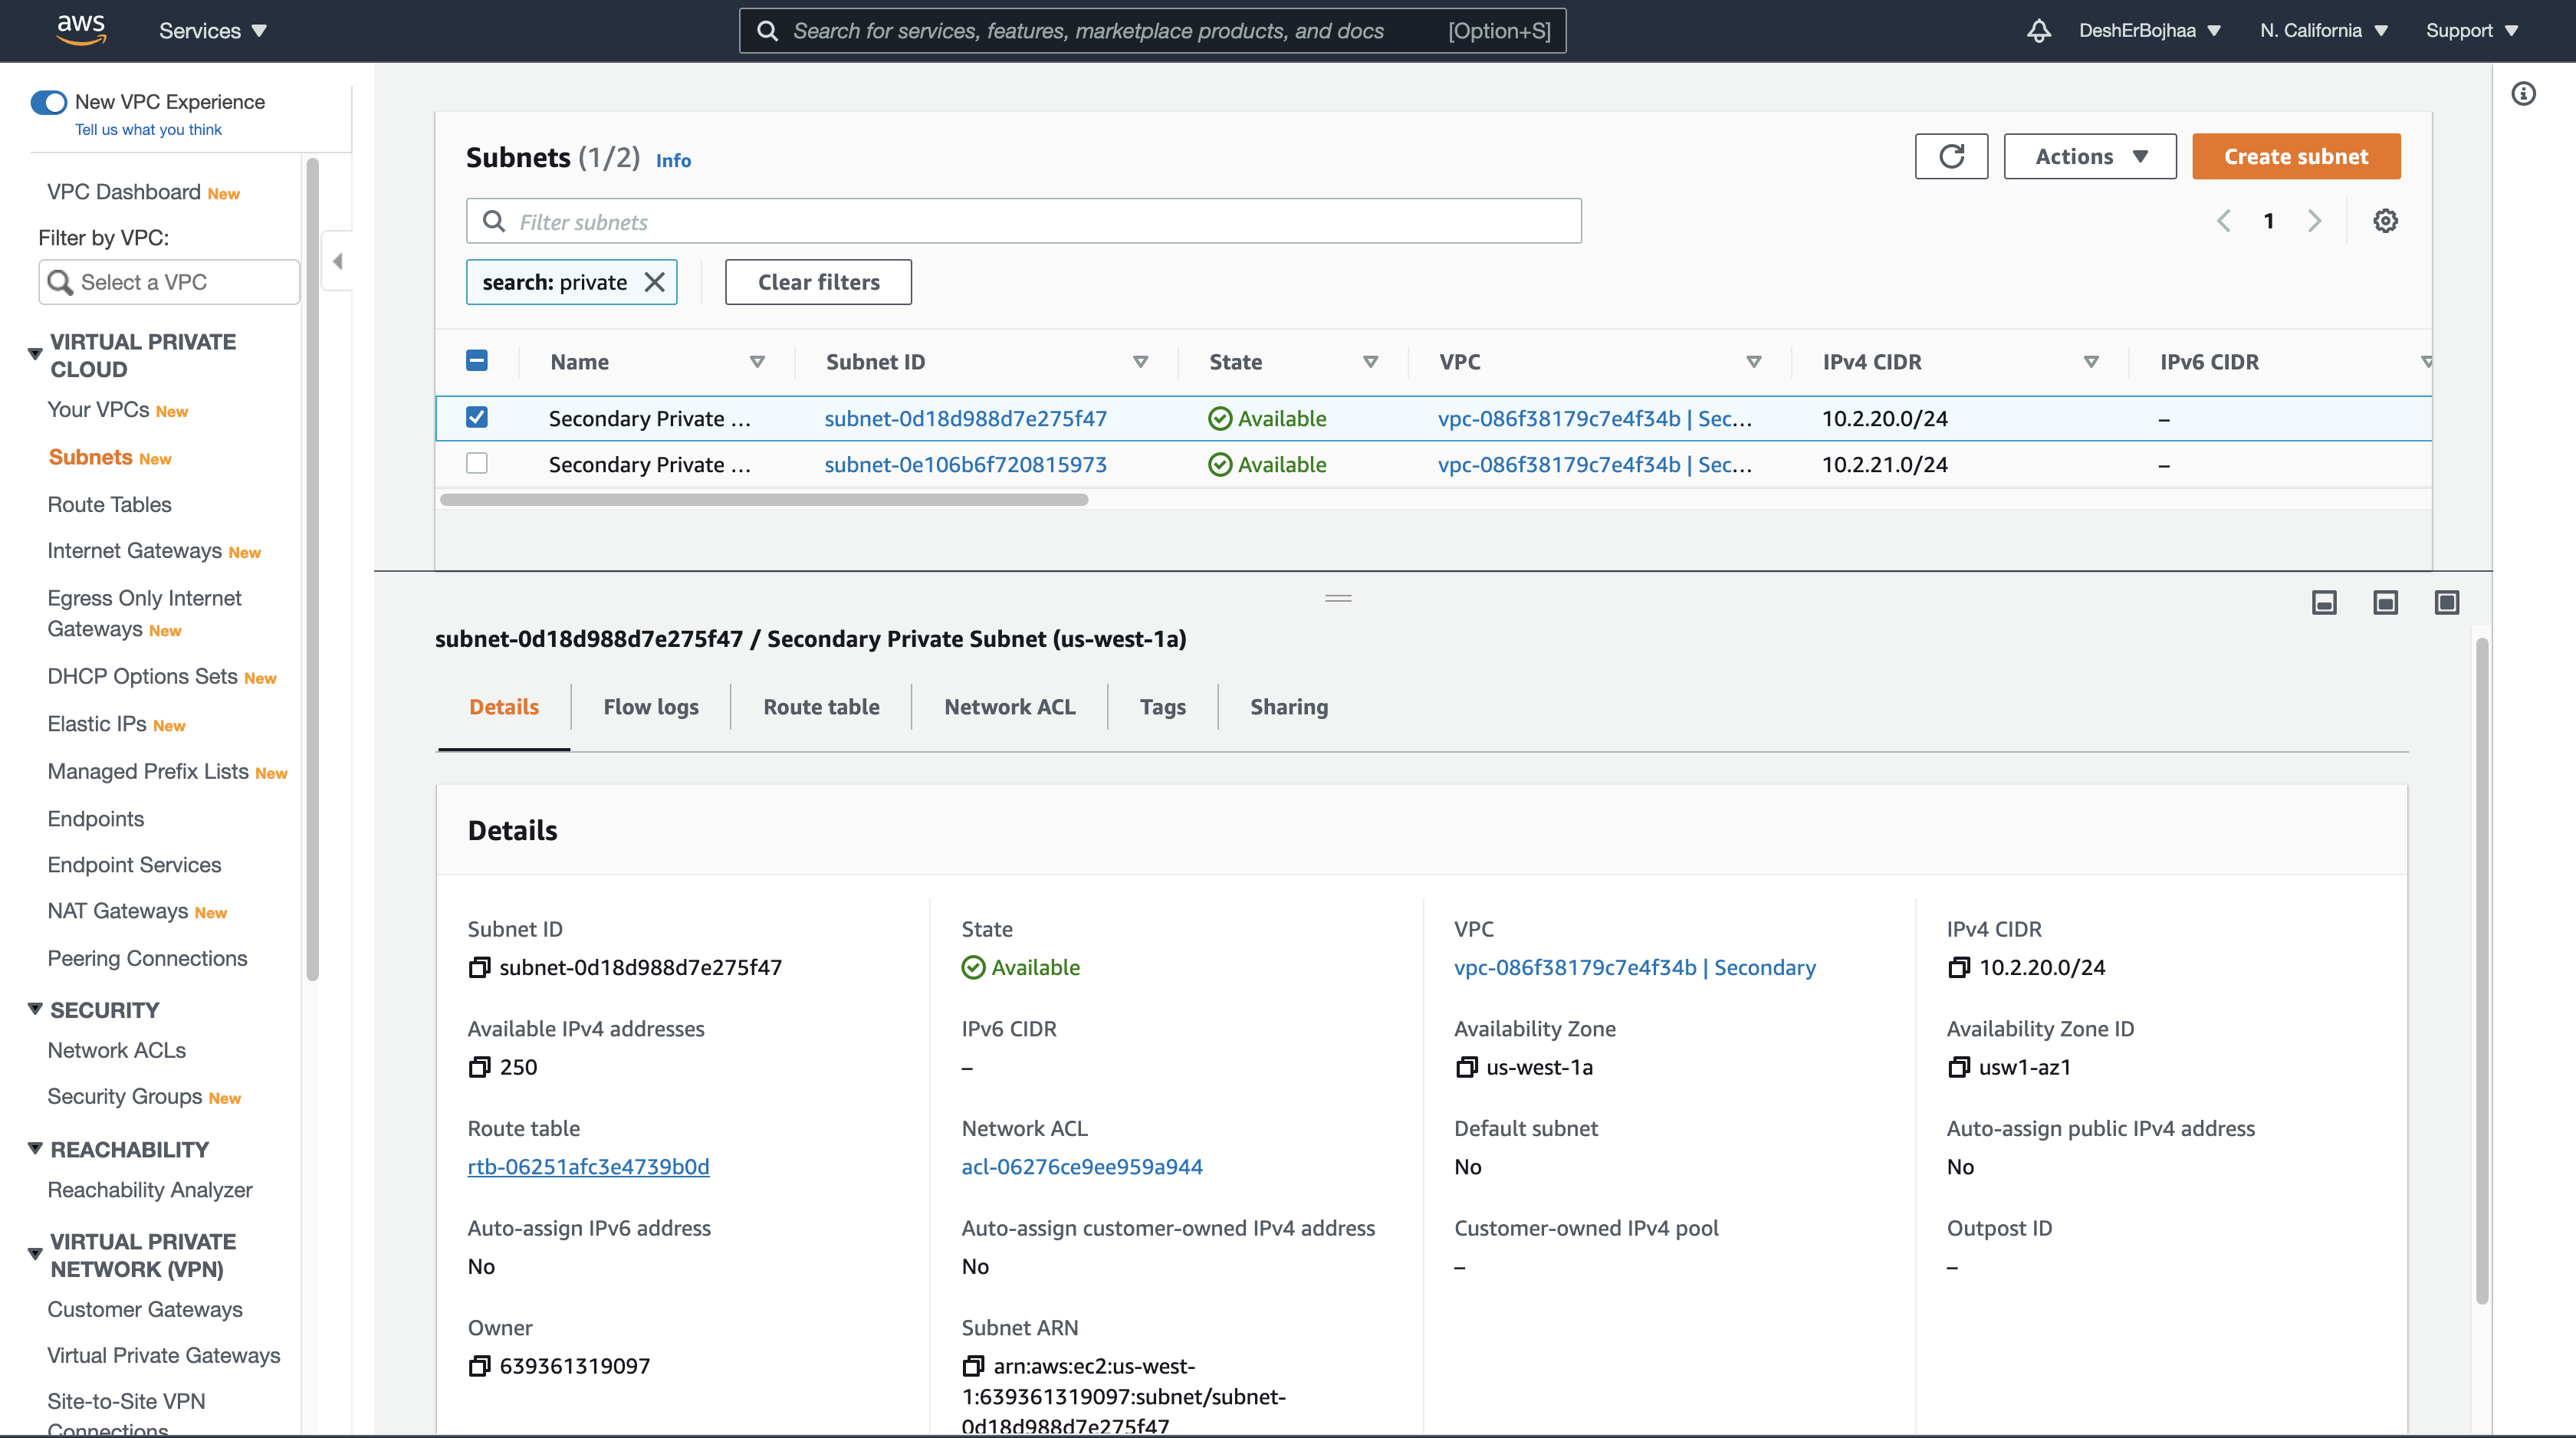 aws
Services
Search for services, features, marketplace products, and docs [Option+S]
DeshErBojhaa
N. California
Support
New VPC Experience
Tell us what you think
VPC Dashboard New
Filter by VPC:
Select a VPC
VIRTUAL PRIVATE
CLOUD
Your VPCs New
Subnets New
Route Tables
Internet Gateways New
Egress Only Internet
Gateways New
DHCP Options Sets New
Elastic IPs New
Managed Prefix Lists New
Endpoints
Endpoint Services
NAT Gateways New
Peering Connections
SECURITY
Network ACLs
Security Groups New
REACHABILITY
Reachability Analyzer
VIRTUAL PRIVATE
NETWORK (VPN)
Customer Gateways
Virtual Private Gateways
Site-to-Site VPN
Connections
Subnets (1/2) Info
Actions
Create subnet
Filter subnets
1
search: private
Clear filters
Name Subnet ID State VPC IPv4 CIDR IPv6 CIDR
Secondary Private ... subnet-0d18d988d7e275f47 Available vpc-086f38179c7e4f34b | Sec... 10.2.20.0/24 –
Secondary Private ... subnet-0e106b6f720815973 Available vpc-086f38179c7e4f34b | Sec... 10.2.21.0/24 –
subnet-0d18d988d7e275f47 / Secondary Private Subnet (us-west-1a)
Details Flow logs Route table Network ACL Tags Sharing
Details
Subnet ID State VPC IPv4 CIDR
subnet-0d18d988d7e275f47 Available vpc-086f38179c7e4f34b | Secondary 10.2.20.0/24
Available IPv4 addresses IPv6 CIDR Availability Zone Availability Zone ID
250 – us-west-1a usw1-az1
Route table Network ACL Default subnet Auto-assign public IPv4 address
rtb-06251afc3e4739b0d acl-06276ce9ee959a944 No No
Auto-assign IPv6 address Auto-assign customer-owned IPv4 address Customer-owned IPv4 pool Outpost ID
No No – –
Owner Subnet ARN
639361319097 arn:aws:ec2:us-west-
1:639361319097:subnet/subnet-
0d18d988d7e275f47